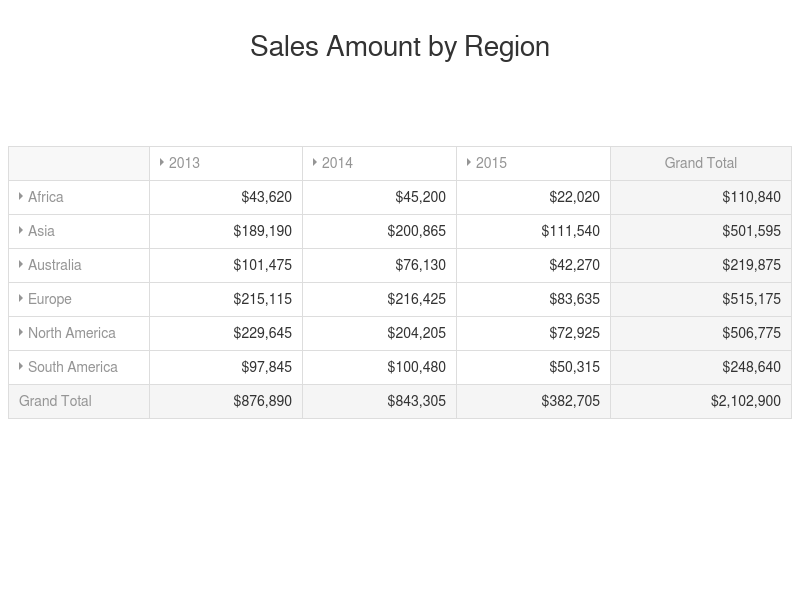 Sales Amount by Region
2013 2014 2015 Grand Total
Africa $43,620 $45,200 $22,020 $110,840
Asia $189,190 $200,865 $111,540 $501,595
Australia $101,475 $76,130 $42,270 $219,875
Europe $215,115 $216,425 $83,635 $515,175
North America $229,645 $204,205 $72,925 $506,775
South America $97,845 $100,480 $50,315 $248,640
Grand Total $876,890 $843,305 $382,705 $2,102,900